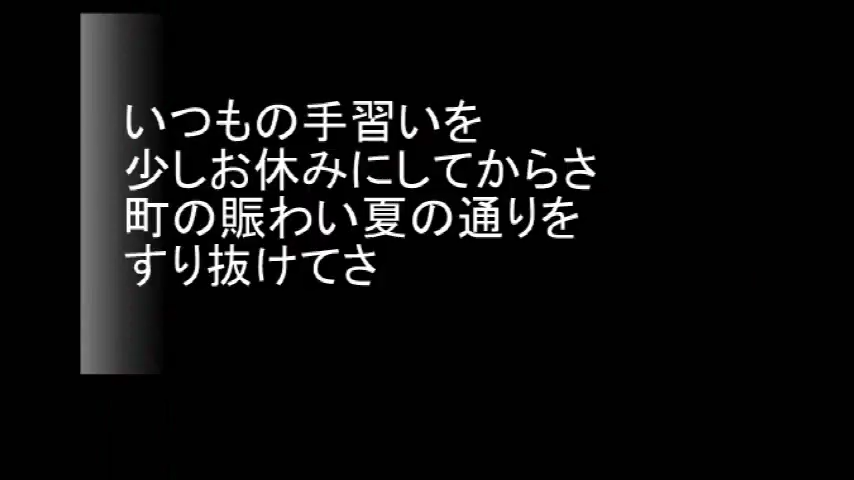 いつもの手習いを
少しお休みにしてからさ
町の賑わい夏の通りを
すり抜けてさ